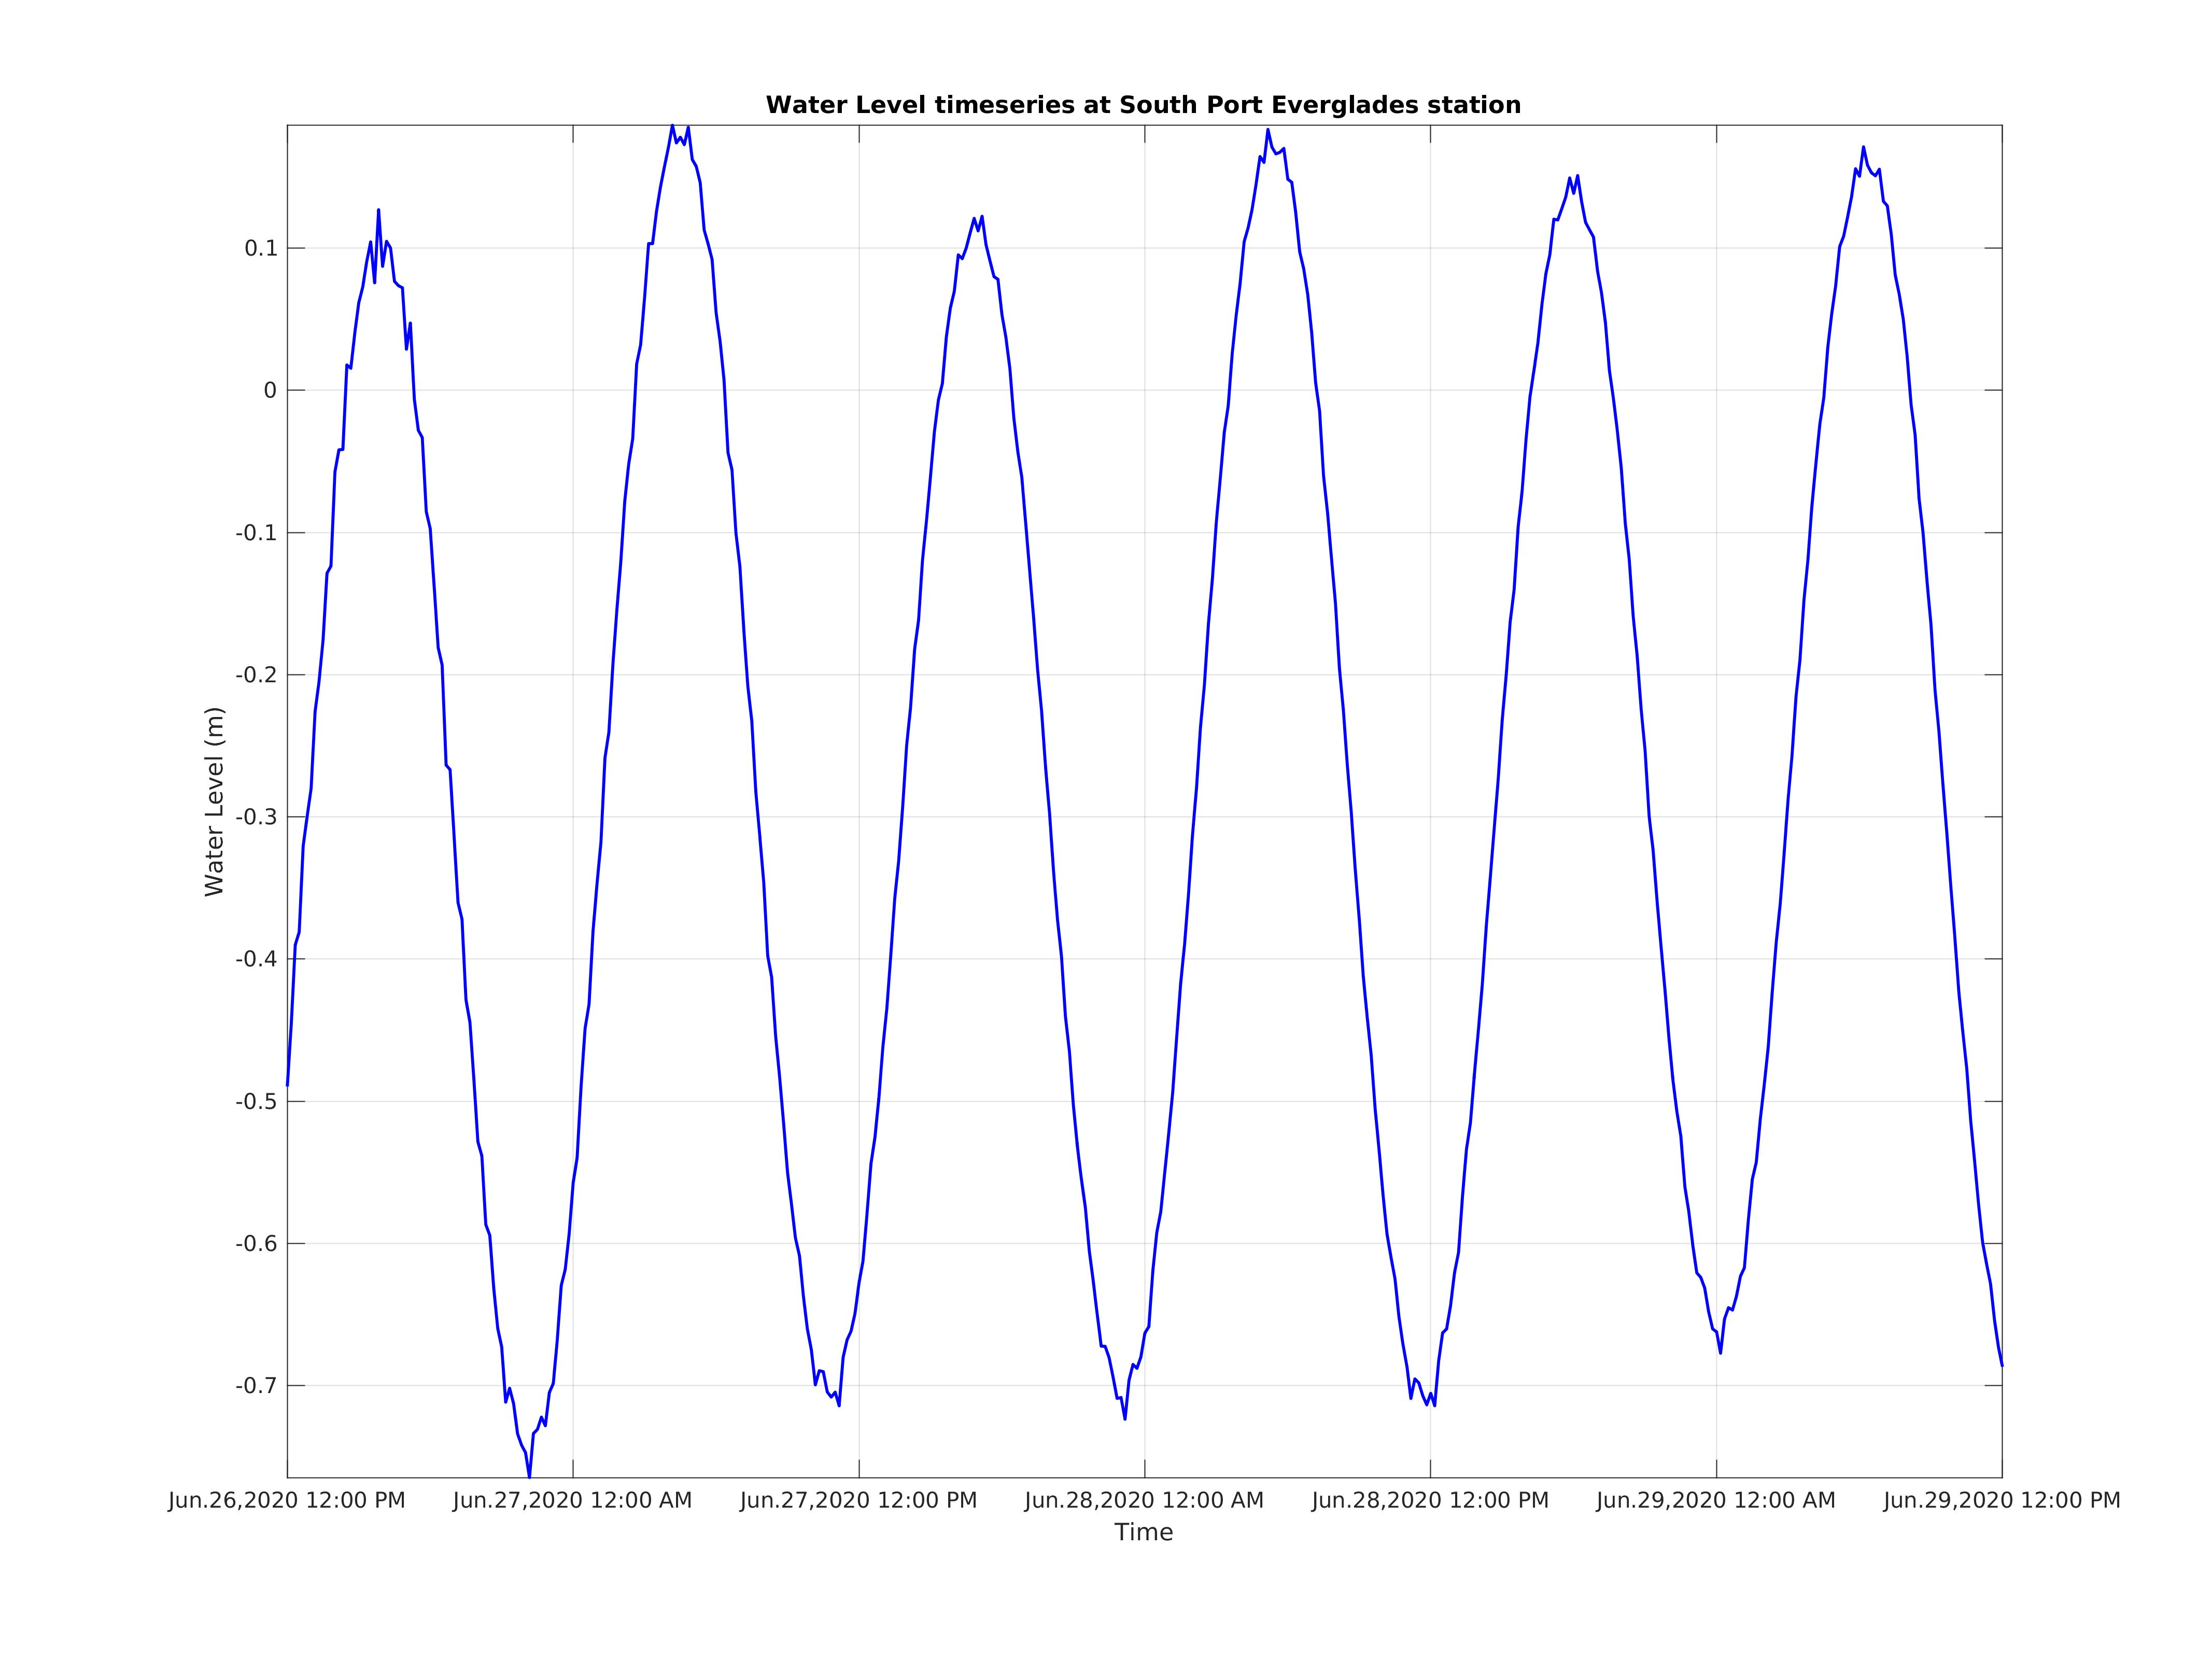 Water Level timeseries at South Port Everglades station
0.1
0
-0.1
-0.2
-0.3
-0.4
-0.5
-0.6
-0.7
Water Level (m)
Jun.26,2020 12:00 PM
Jun.27,2020 12:00 AM
Jun.27,2020 12:00 PM
Jun.28,2020 12:00 AM
Jun.28,2020 12:00 PM
Jun.29,2020 12:00 AM
Jun.29,2020 12:00 PM
Time